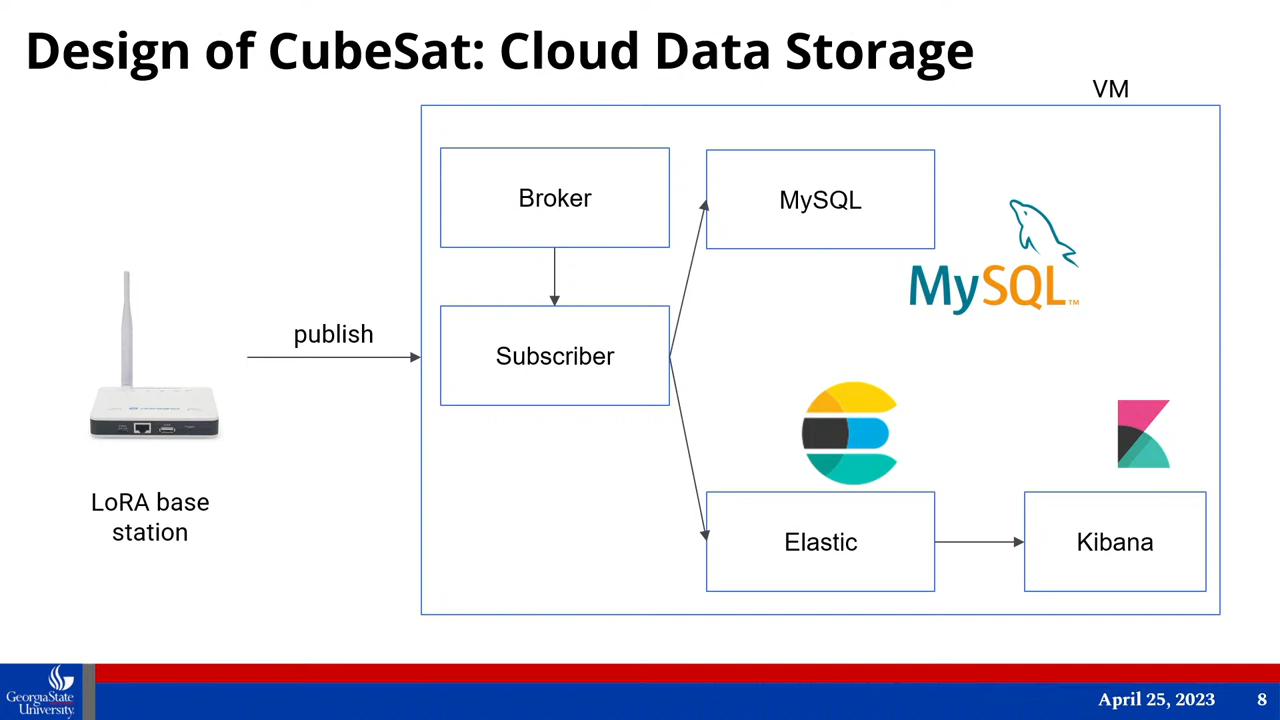 Design of CubeSat: Cloud Data Storage
VM
Broker
MySQL
MySQL™
publish
Subscriber
LoRA base
station
Elastic
Kibana
GeorgiaState
University
April 25, 2023
8